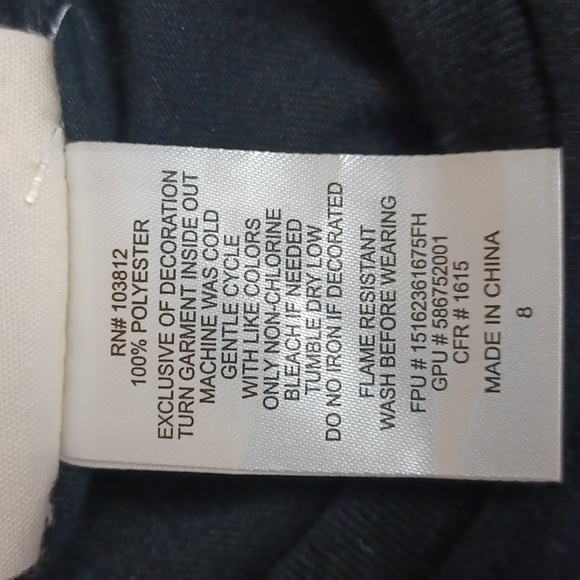 RN# 103812
100% POLYESTER
EXCLUSIVE OF DECORATION
TURN GARMENT INSIDE OUT
MACHINE WAS COLD
GENTLE CYCLE
WITH LIKE COLORS
ONLY NON-CHLORINE
BLEACH IF NEEDED
TUMBLE DRY LOW
DO NO IRON IF DECORATED
FLAME RESISTANT
WASH BEFORE WEARING
FPU # 15162361675FH
GPU # 586752001
CFR # 1615
MADE IN CHINA
8